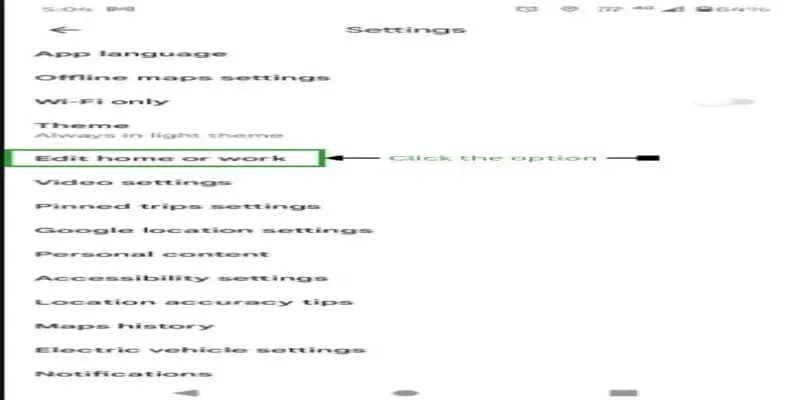 5:04
4G 64%
Settings
App language
Offline maps settings
Wi-Fi only
Theme
Always in light theme
Edit home or work
Click the option
Video settings
Pinned trips settings
Google location settings
Personal content
Accessibility settings
Location accuracy tips
Maps history
Electric vehicle settings
Notifications